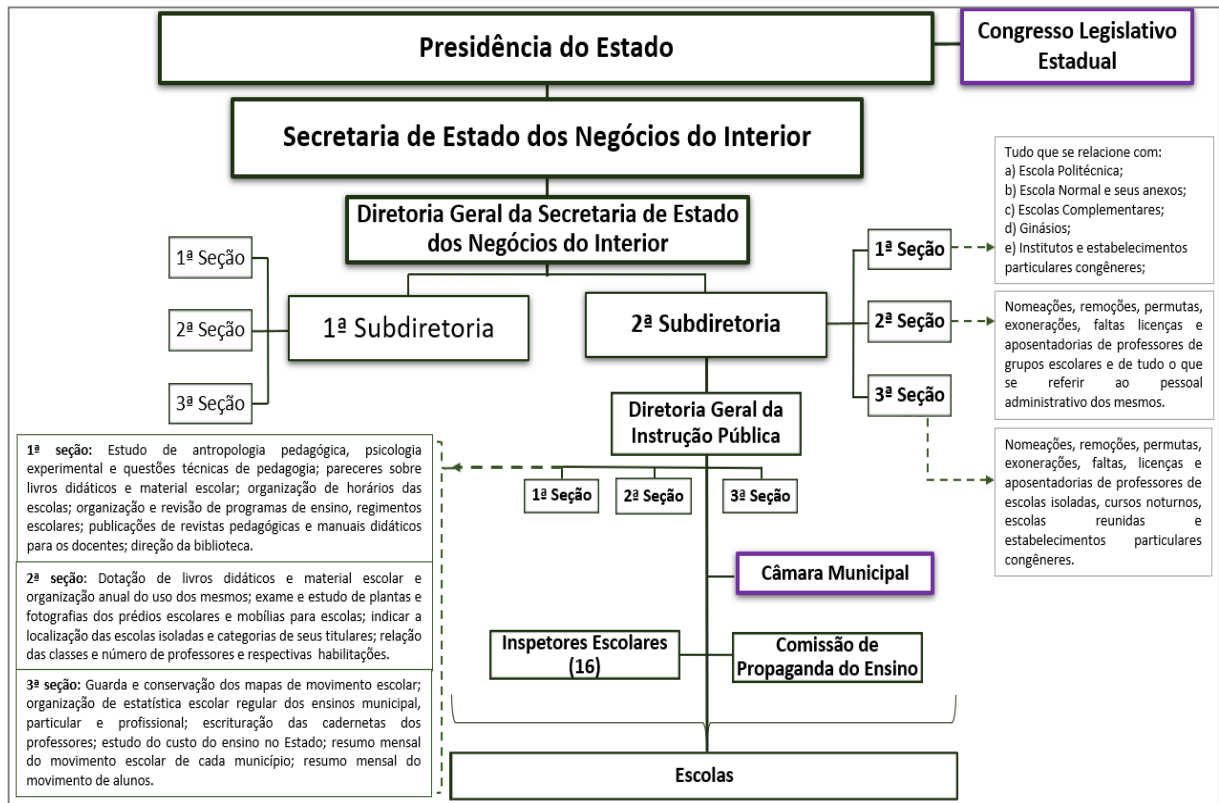 Presidência do Estado
Congresso Legislativo
Estadual
Secretaria de Estado dos Negócios do Interior
Tudo que se relacione com:
a) Escola Politécnica;
b) Escola Normal e seus anexos;
c) Escolas Complementares;
d) Ginásios;
e) Institutos e estabelecimentos
particulares congêneres;
Diretoria Geral da Secretaria de Estado
dos Negócios do Interior
1ª Seção
2ª Seção
3ª Seção
1ª Subdiretoria
2ª Subdiretoria
1ª Seção
2ª Seção
3ª Seção
Nomeações, remoções, permutas,
exonerações, faltas licenças e
aposentadorias de professores de
grupos escolares e de tudo o que
se referir ao pessoal
administrativo dos mesmos.
Nomeações, remoções, permutas,
exonerações, faltas, licenças e
aposentadorias de professores de
escolas isoladas, cursos noturnos,
escolas reunidas e
estabelecimentos particulares
congêneres.
Diretoria Geral da
Instrução Pública
1ª Seção
2ª Seção
3ª Seção
1ª seção: Estudo de antropologia pedagógica, psicologia
experimental e questões técnicas de pedagogia; pareceres sobre
livros didáticos e material escolar; organização de horários das
escolas; organização e revisão de programas de ensino, regimentos
escolares; publicações de revistas pedagógicas e manuais didáticos
para os docentes; direção da biblioteca.
2ª seção: Dotação de livros didáticos e material escolar e
organização anual do uso dos mesmos; exame e estudo de plantas e
fotografias dos prédios escolares e mobílias para escolas; indicar a
localização das escolas isoladas e categorias de seus titulares; relação
das classes e número de professores e respectivas habilitações.
3ª seção: Guarda e conservação dos mapas de movimento escolar;
organização de estatística escolar regular dos ensinos municipal,
particular e profissional; escrituração das cadernetas dos
professores; estudo do custo do ensino no Estado; resumo mensal
do movimento escolar de cada município; resumo mensal do
movimento de alunos.
Câmara Municipal
Inspetores Escolares
(16)
Comissão de
Propaganda do Ensino
Escolas